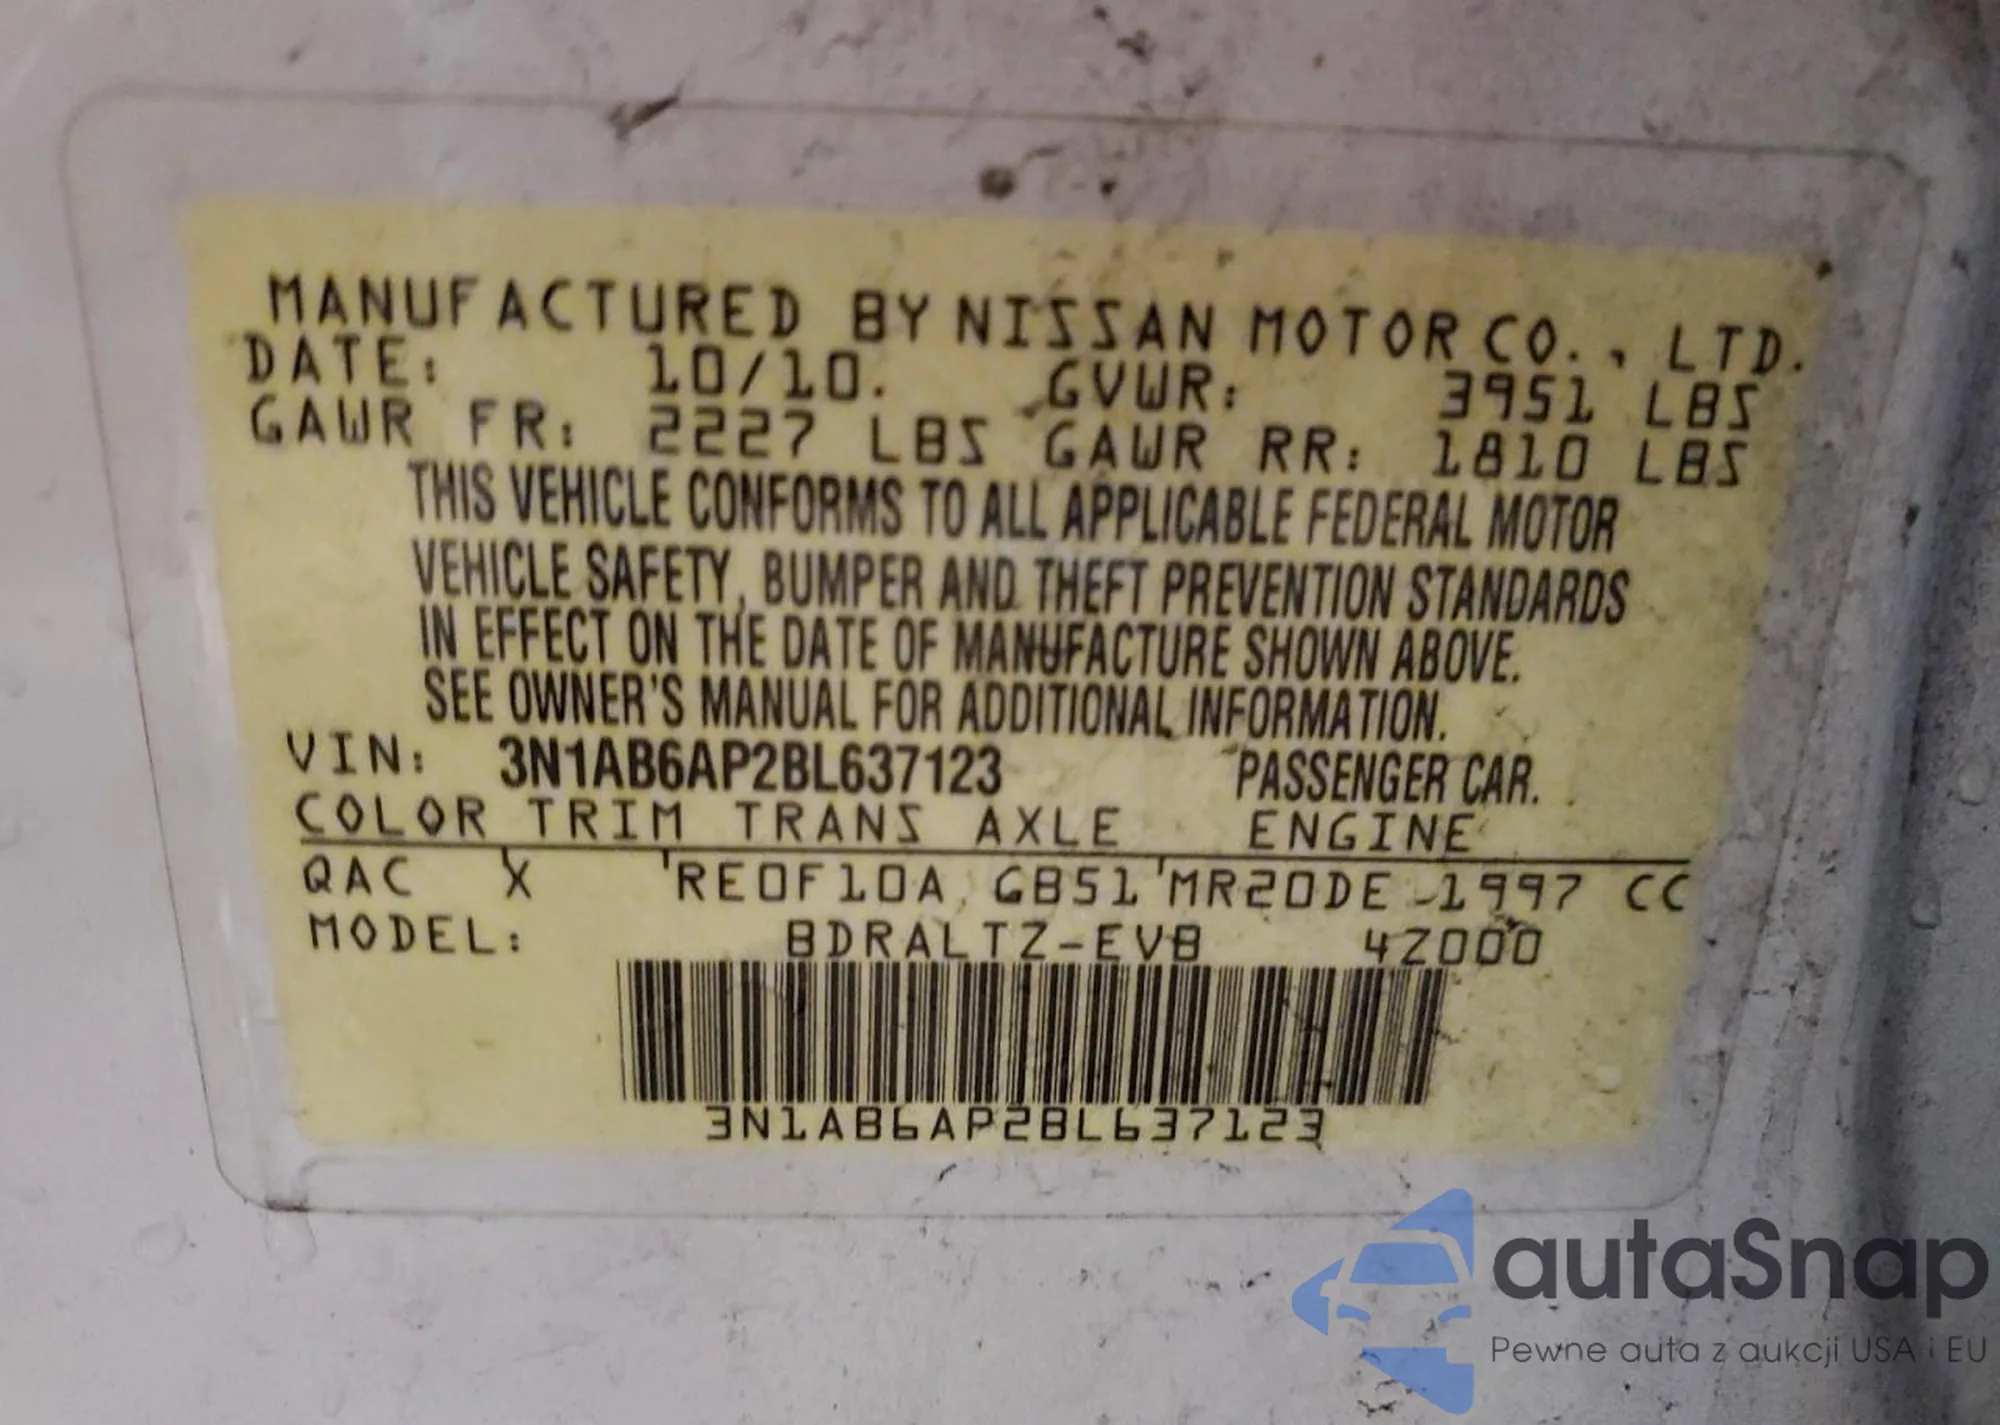 MANUFACTURED BY NISSAN MOTOR CO., LTD.
DATE: 10/10. GVWR: 3951 LBS
GAWR FR: 2227 LBS GAWR RR: 1810 LBS
THIS VEHICLE CONFORMS TO ALL APPLICABLE FEDERAL MOTOR
VEHICLE SAFETY, BUMPER AND THEFT PREVENTION STANDARDS
IN EFFECT ON THE DATE OF MANUFACTURE SHOWN ABOVE.
SEE OWNER'S MANUAL FOR ADDITIONAL INFORMATION.
VIN: 3N1AB6AP2BL637123 PASSENGER CAR.
COLOR TRIM TRANS AXLE ENGINE
QAC X RE0F10A GB51 MR20DE 1997 CC
MODEL: BDRALTZ-EVB 4Z000
3N1AB6AP2BL637123
autaSnap
Pewne auta z aukcji USA i EU